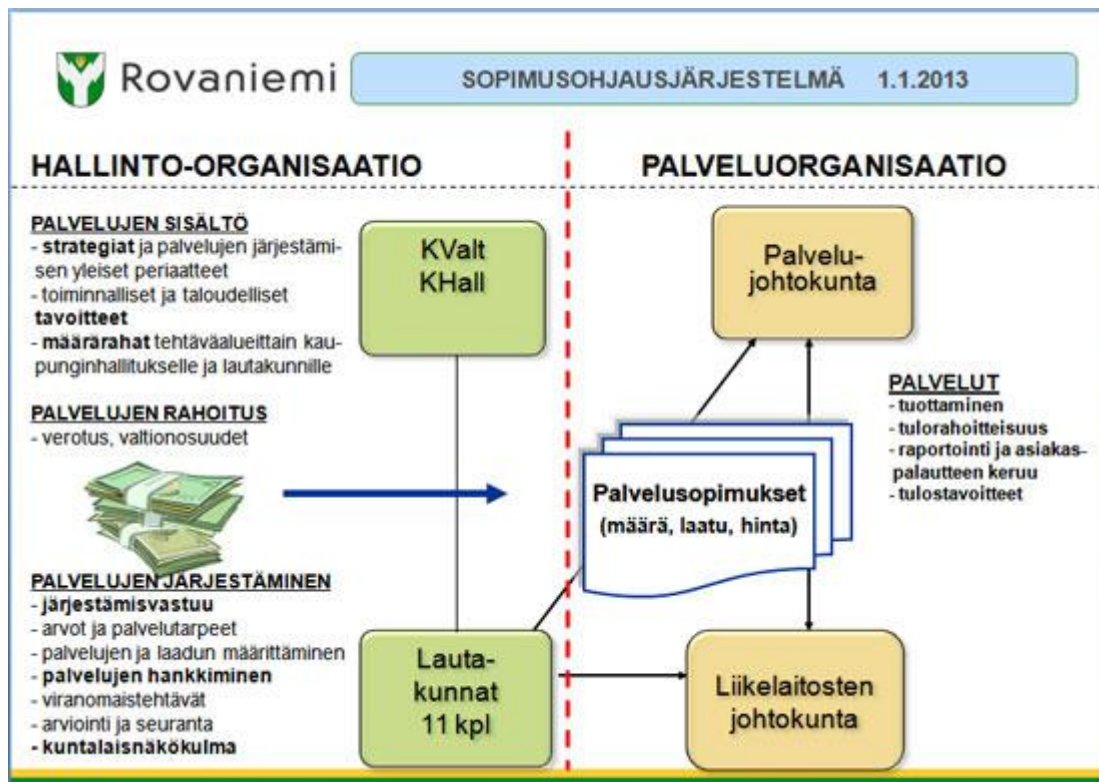 Rovaniemi
SOPIMUSOHJAUSJÄRJESTELMÄ 1.1.2013
HALLINTO-ORGANISAATIO
PALVELUORGANISAATIO
PALVELUJEN SISÄLTÖ
- strategiat ja palvelujen järjestämi-
sen yleiset periaatteet
- toiminnalliset ja taloudelliset
tavoitteet
- määrärahat tehtäväalueittain kau-
punginhallitukselle ja lautakunnille
PALVELUJEN RAHOITUS
- verotus, valtionosuudet
PALVELUJEN JÄRJESTÄMINEN
- järjestämisvastuu
- arvot ja palvelutarpeet
- palvelujen ja laadun määrittäminen
- palvelujen hankkiminen
- viranomaistehtävät
- arviointi ja seuranta
- kuntalaisnäkökulma
KValt
KHall
Lauta-
kunnat
11 kpl
Palvelusopimukset
(määrä, laatu, hinta)
Palvelu-
johtokunta
PALVELUT
- tuottaminen
- tulorahoitteisuus
- raportointi ja asiakas-
palautteen keruu
- tulostavoitteet
Liikelaitosten
johtokunta